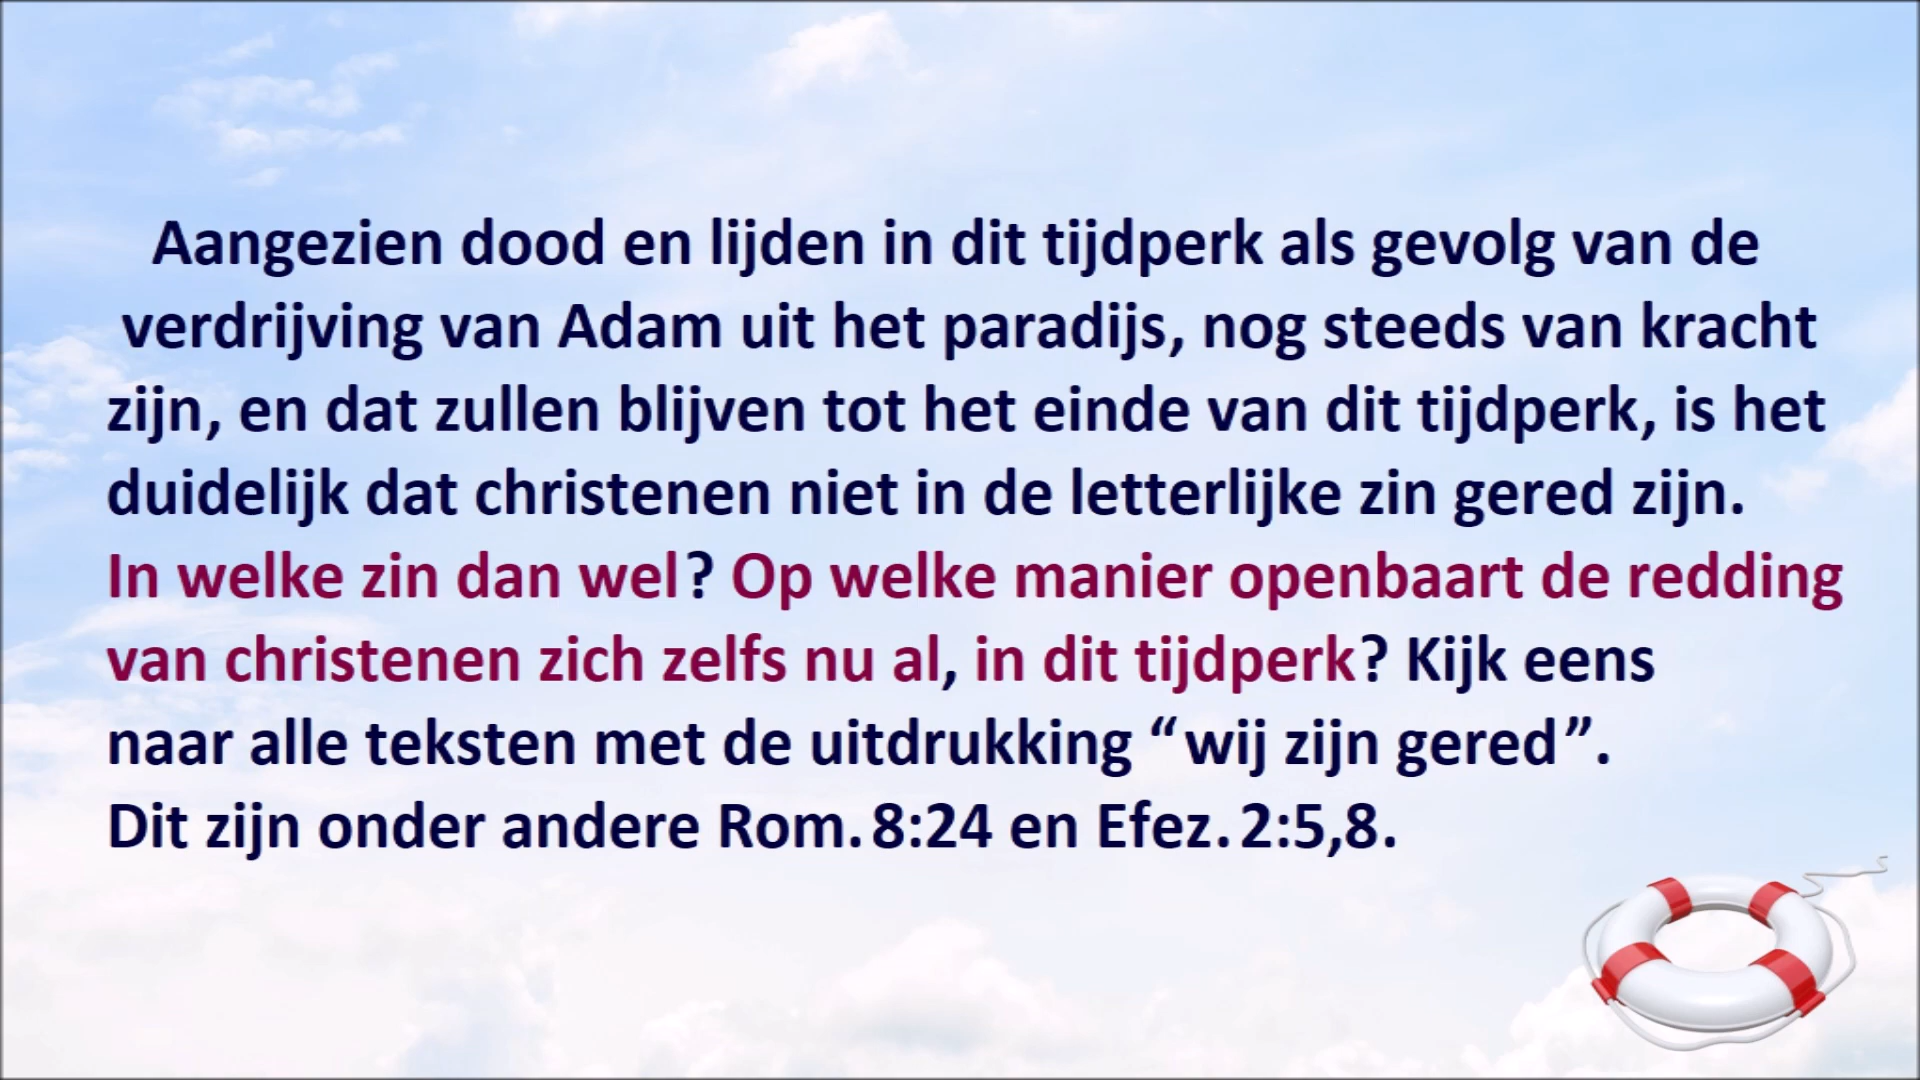 Aangezien dood en lijden in dit tijdperk als gevolg van de
verdrijving van Adam uit het paradijs, nog steeds van kracht
zijn, en dat zullen blijven tot het einde van dit tijdperk, is het
duidelijk dat christenen niet in de letterlijke zin gered zijn.
In welke zin dan wel? Op welke manier openbaart de redding
van christenen zich zelfs nu al, in dit tijdperk? Kijk eens
naar alle teksten met de uitdrukking “wij zijn gered”.
Dit zijn onder andere Rom. 8:24 en Efez. 2:5,8.